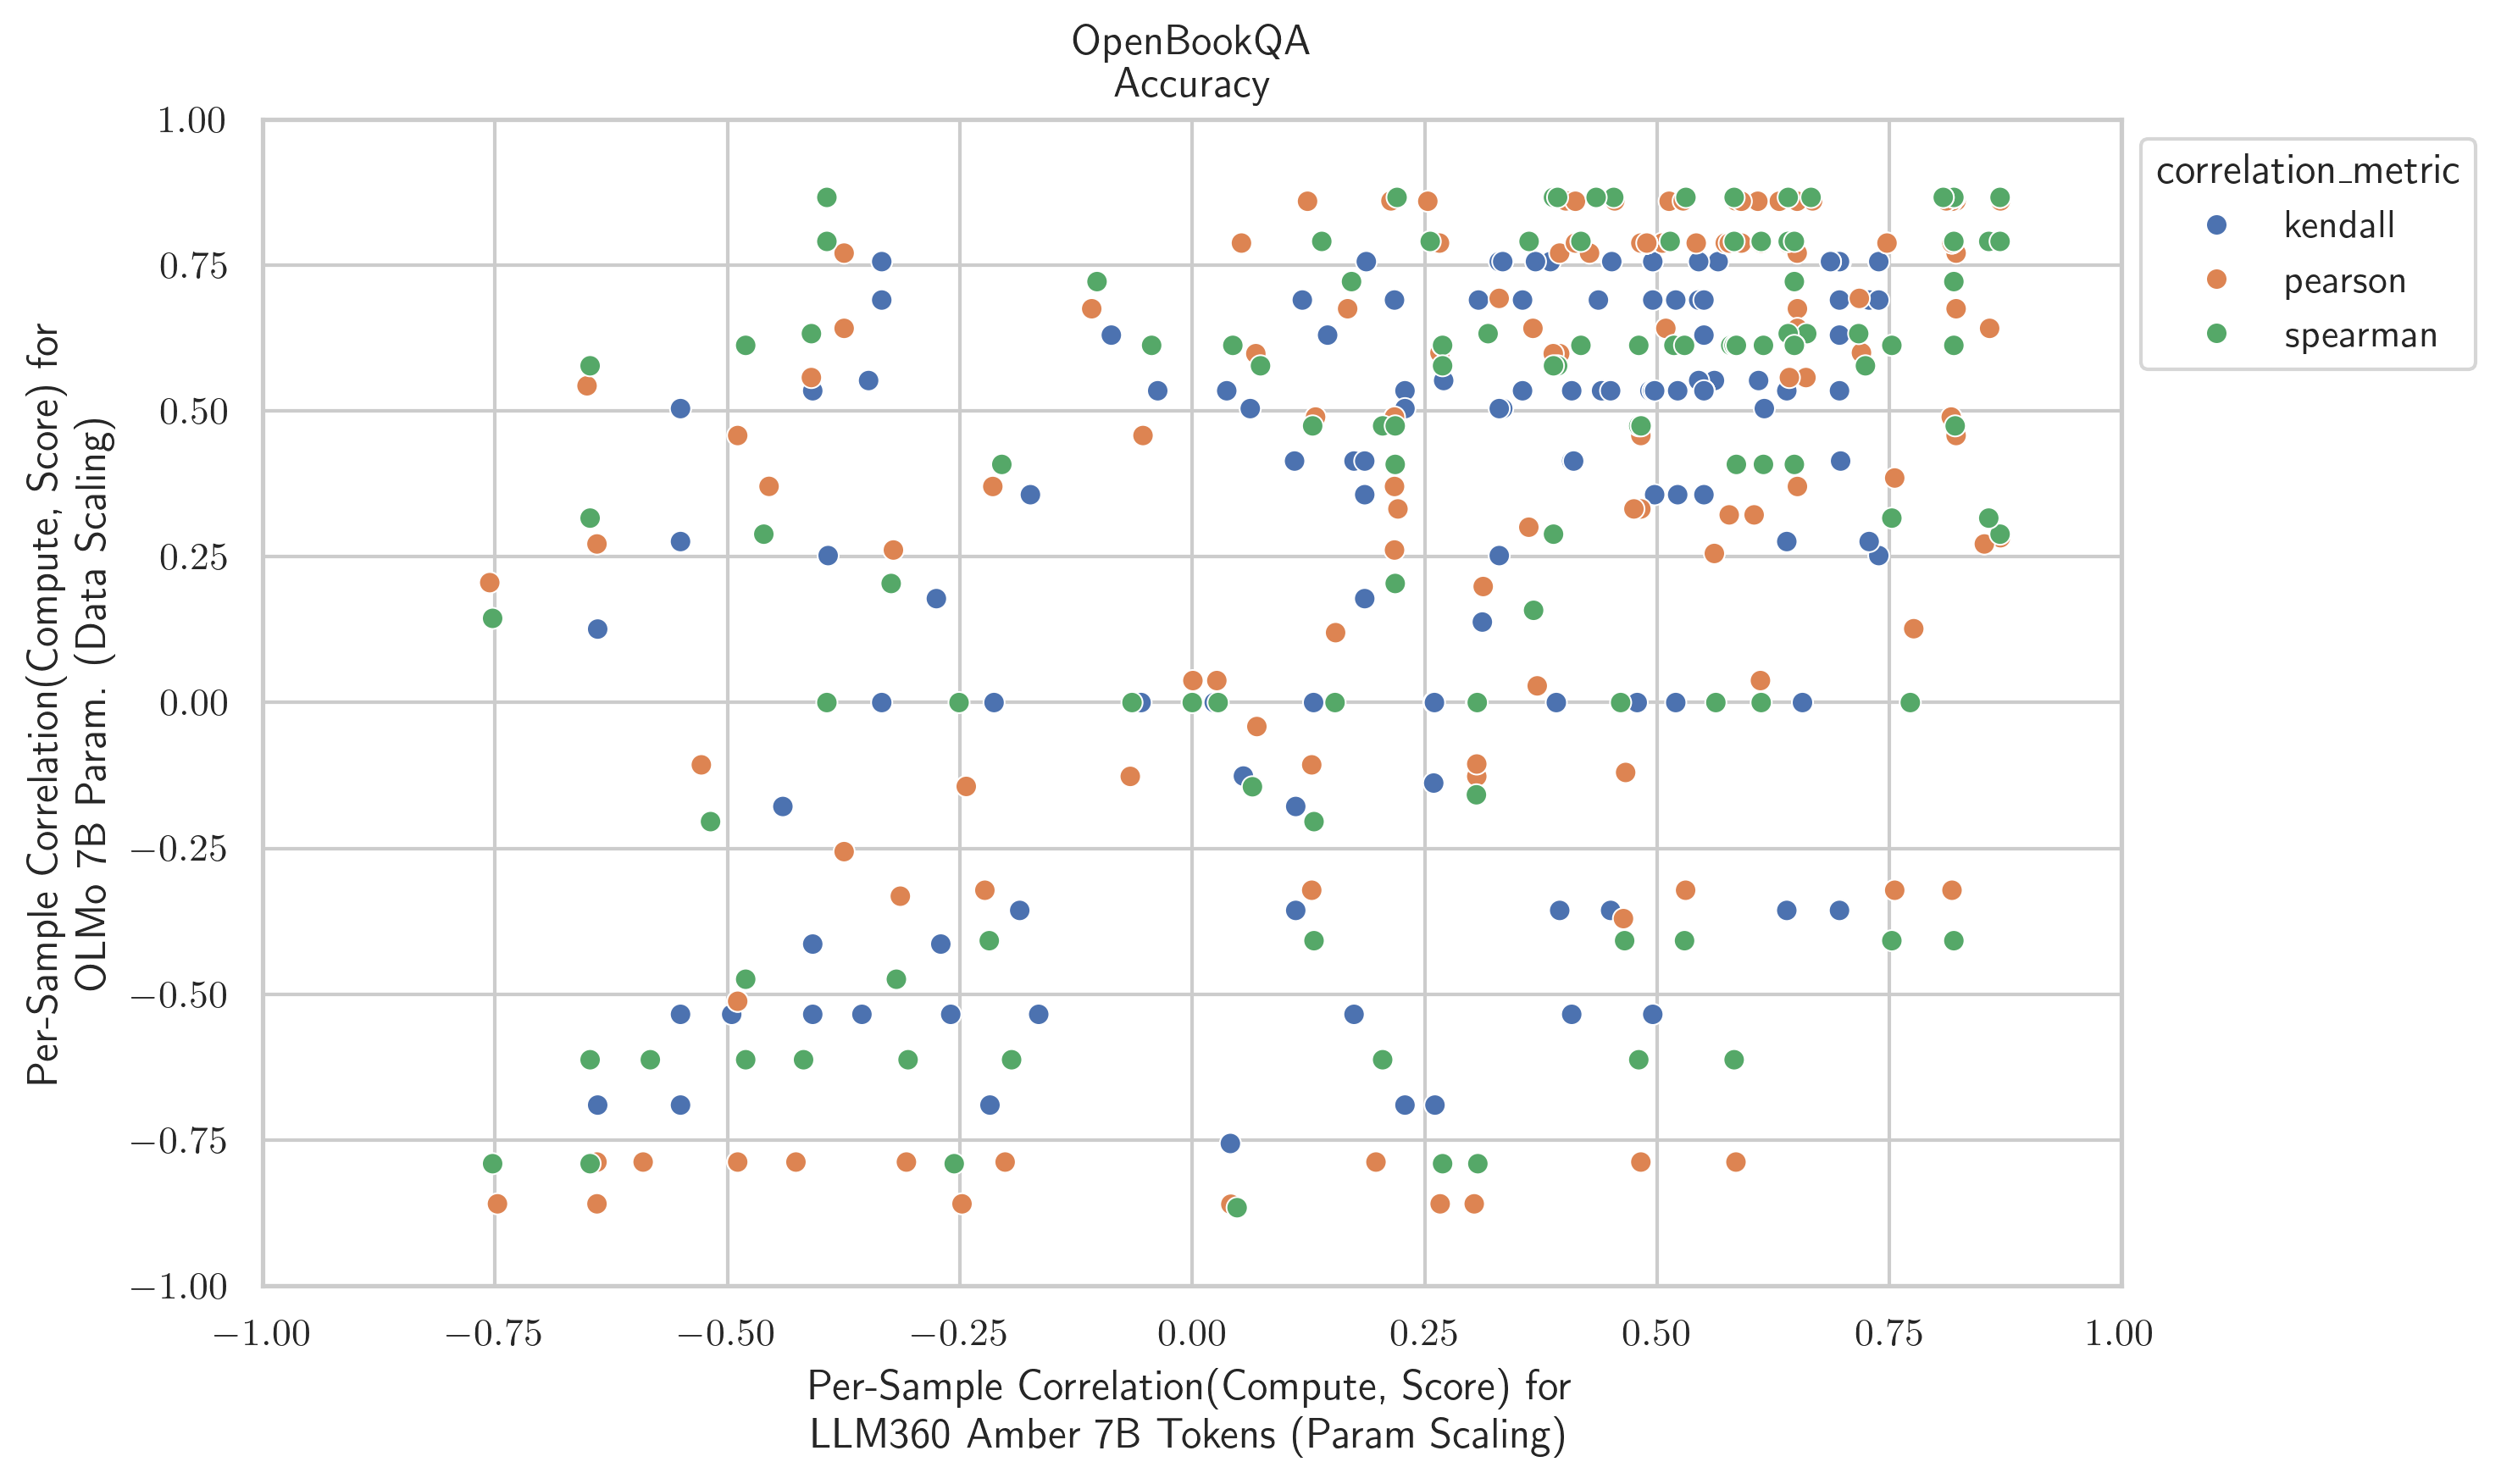 OpenBookQA
Accuracy
Per-Sample Correlation(Compute, Score) for
OLMo 7B Param. (Data Scaling)
1.00
0.75
0.50
0.25
0.00
−0.25
−0.50
−0.75
−1.00
−1.00
−0.75
−0.50
−0.25
0.00
0.25
0.50
0.75
1.00
Per-Sample Correlation(Compute, Score) for
LLM360 Amber 7B Tokens (Param Scaling)
correlation_metric
kendall
pearson
spearman